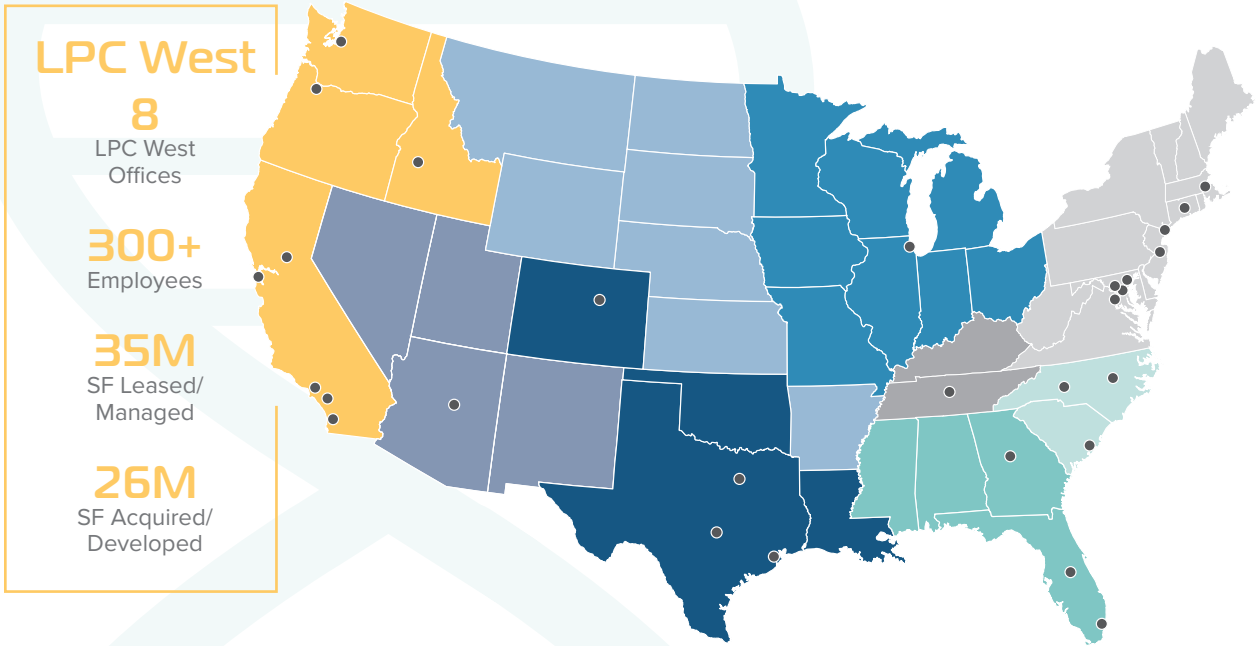 LPC West
8
LPC West
Offices
300+
Employees
35M
SF Leased/
Managed
26M
SF Acquired/
Developed